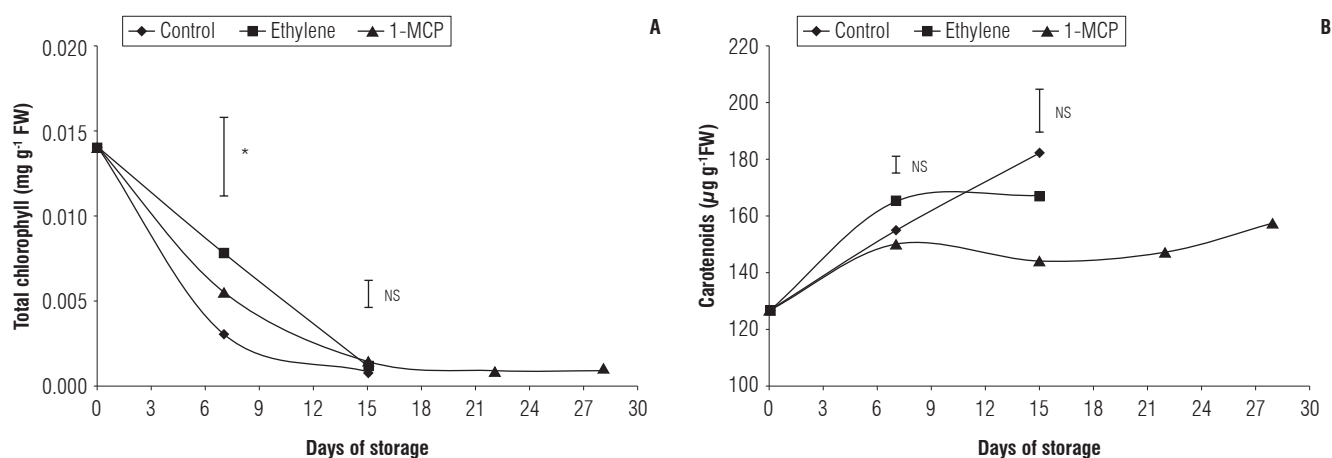 Control Ethylene 1-MCP
A
Total chlorophyll (mg g-1 FW)
0.020
0.015
0.010
0.005
0.000
*
NS
0 3 6 9 12 15 18 21 24 27 30
Days of storage
Control Ethylene 1-MCP
B
Carotenoids (µg g-1FW)
220
200
180
160
140
120
100
NS
NS
0 3 6 9 12 15 18 21 24 27 30
Days of storage